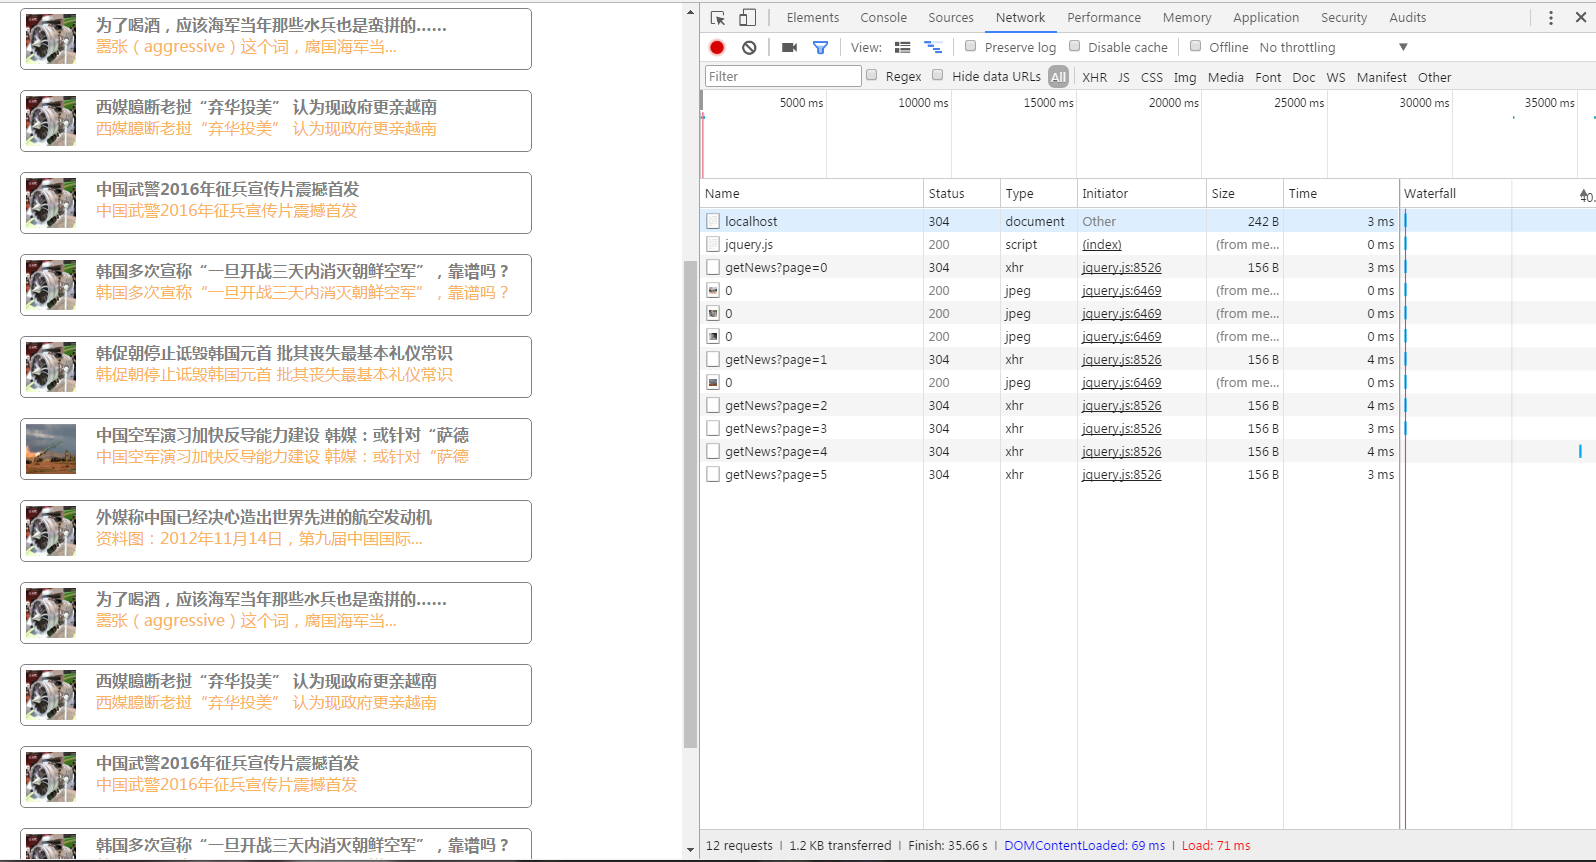 为了喝酒，应该海军当年那些水兵也是蛮拼的……
嚣张（aggressive）这个词，腐国海军当...
西媒臆断老挝“弃华投美” 认为现政府更亲越南
西媒臆断老挝“弃华投美” 认为现政府更亲越南
中国武警2016年征兵宣传片震撼首发
中国武警2016年征兵宣传片震撼首发
韩国多次宣称“一旦开战三天内消灭朝鲜空军”，靠谱吗？
韩国多次宣称“一旦开战三天内消灭朝鲜空军”，靠谱吗？
韩促朝停止诋毁韩国元首 批其丧失最基本礼仪常识
韩促朝停止诋毁韩国元首 批其丧失最基本礼仪常识
中国空军演习加快反导能力建设 韩媒：或针对“萨德
中国空军演习加快反导能力建设 韩媒：或针对“萨德
外媒称中国已经决心造出世界先进的航空发动机
资料图：2012年11月14日，第九届中国国际...
为了喝酒，应该海军当年那些水兵也是蛮拼的……
嚣张（aggressive）这个词，腐国海军当...
西媒臆断老挝“弃华投美” 认为现政府更亲越南
西媒臆断老挝“弃华投美” 认为现政府更亲越南
中国武警2016年征兵宣传片震撼首发
中国武警2016年征兵宣传片震撼首发
韩国多次宣称“一旦开战三天内消灭朝鲜空军”，靠谱吗？
Elements Console Sources Network Performance Memory Application Security Audits
View: Preserve log Disable cache Offline No throttling
Filter Regex Hide data URLs All XHR JS CSS Img Media Font Doc WS Manifest Other
5000 ms 10000 ms 15000 ms 20000 ms 25000 ms 30000 ms 35000 ms
Name Status Type Initiator Size Time Waterfall 40.
localhost 304 document Other 242 B 3 ms
jquery.js 200 script (index) (from me... 0 ms
getNews?page=0 304 xhr jquery.js:8526 156 B 3 ms
0 200 jpeg jquery.js:6469 (from me... 0 ms
0 200 jpeg jquery.js:6469 (from me... 0 ms
0 200 jpeg jquery.js:6469 (from me... 0 ms
getNews?page=1 304 xhr jquery.js:8526 156 B 4 ms
0 200 jpeg jquery.js:6469 (from me... 0 ms
getNews?page=2 304 xhr jquery.js:8526 156 B 4 ms
getNews?page=3 304 xhr jquery.js:8526 156 B 3 ms
getNews?page=4 304 xhr jquery.js:8526 156 B 4 ms
getNews?page=5 304 xhr jquery.js:8526 156 B 3 ms
12 requests | 1.2 KB transferred | Finish: 35.66 s | DOMContentLoaded: 69 ms | Load: 71 ms